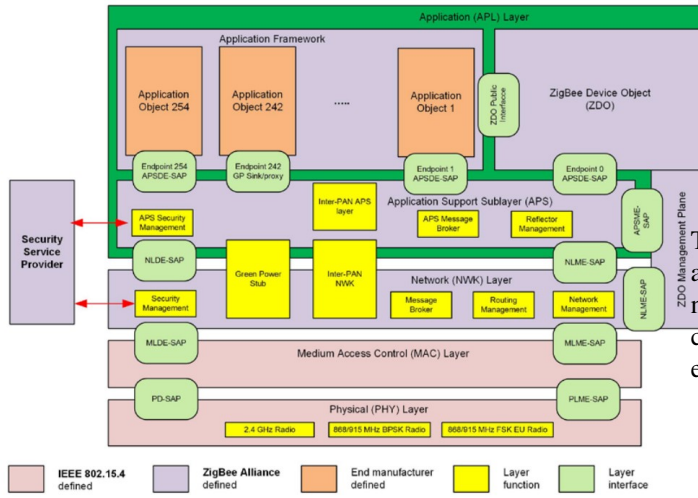 Application (APL) Layer
Application Framework
Application
Object 254
Application
Object 242
.....
Application
Object 1
ZDO Public
Interfacce
ZigBee Device Object
(ZDO)
Endpoint 254
APSDE-SAP
Endpoint 242
GP Sink/proxy
Endpoint 1
APSDE-SAP
Endpoint 0
APSDE-SAP
Security
Service
Provider
APS Security
Management
Inter-PAN APS
layer
Application Support Sublayer (APS)
APS Message
Broker
Reflector
Management
APSME-
SAP
ZDO Management Plane
NLDE-SAP
Green Power
Stub
Inter-PAN
NWK
NLME-SAP
NLME-SAP
Network (NWK) Layer
Security
Management
Message
Broker
Routing
Management
Network
Management
MLDE-SAP
MLME-SAP
Medium Access Control (MAC) Layer
PD-SAP
PLME-SAP
Physical (PHY) Layer
2.4 GHz Radio
868/915 MHz BPSK Radio
868/915 MHz FSK EU Radio
IEEE 802.15.4
defined
ZigBee Alliance
defined
End manufacturer
defined
Layer
function
Layer
interface